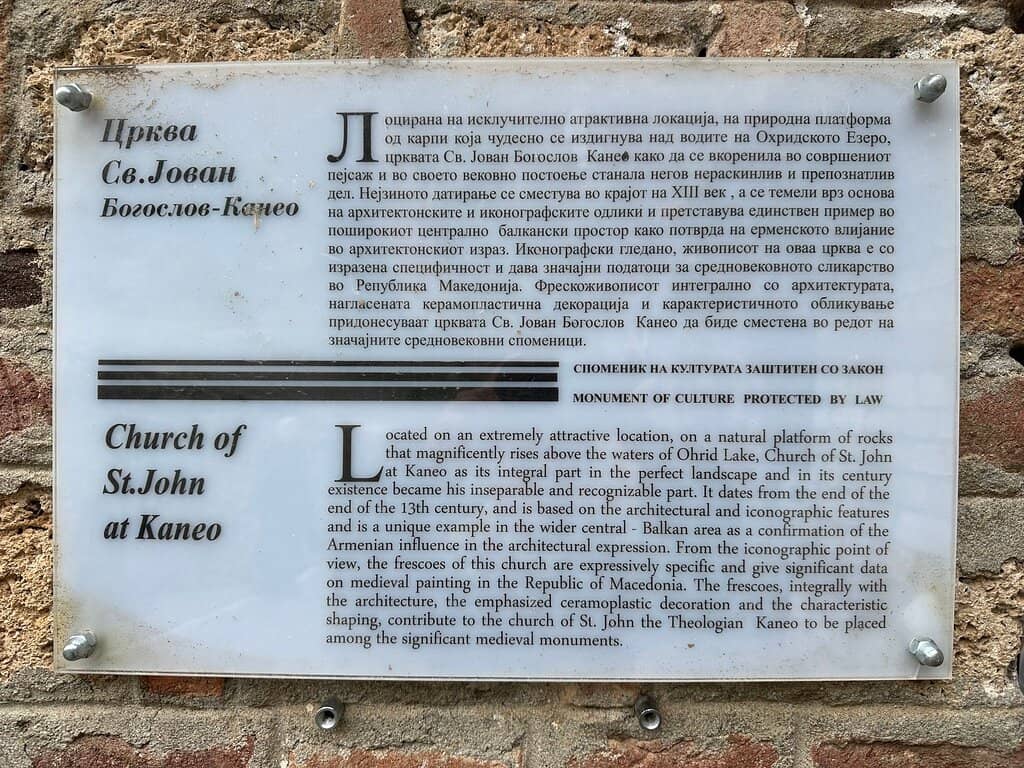 Црква
Св.Јован
Богослов-Канео
Лоцирана на исклучително атрактивна локација, на природна платформа
од карпи која чудесно се издигнува над водите на Охридското Езеро,
црквата Св. Јован Богослов Канео како да се вкоренила во совршениот
пејсаж и во своето вековно постоење станала негов нераскинлив и препознатлив
дел. Нејзиното датирање се сместува во крајот на XIII век , а се темели врз основа
на архитектонските и иконографските одлики и претставува единствен пример во
поширокиот централно балкански простор како потврда на ерменското влијание
во архитектонскиот израз. Иконографски гледано, живописот на оваа црква е со
изразена специфичност и дава значајни податоци за средновековното сликарство
во Република Македонија. Фрескоживописот интегрално со архитектурата,
нагласената керамопластична декорација и карактеристичното обликување
придонесуваат црквата Св. Јован Богослов Канео да биде сместена во редот на
значајните средновековни споменици.
СПОМЕНИК НА КУЛТУРАТА ЗАШТИТЕН СО ЗАКОН
MONUMENT OF CULTURE PROTECTED BY LAW
Church of
St.John
at Kaneo
Located on an extremely attractive location, on a natural platform of rocks
that magnificently rises above the waters of Ohrid Lake, Church of St. John
at Kaneo as its integral part in the perfect landscape and in its century
existence became his inseparable and recognizable part. It dates from the end of the
end of the 13th century, and is based on the architectural and iconographic features
and is a unique example in the wider central - Balkan area as a confirmation of the
Armenian influence in the architectural expression. From the iconographic point of
view, the frescoes of this church are expressively specific and give significant data
on medieval painting in the Republic of Macedonia. The frescoes, integrally with
the architecture, the emphasized ceramoplastic decoration and the characteristic
shaping, contribute to the church of St. John the Theologian Kaneo to be placed
among the significant medieval monuments.